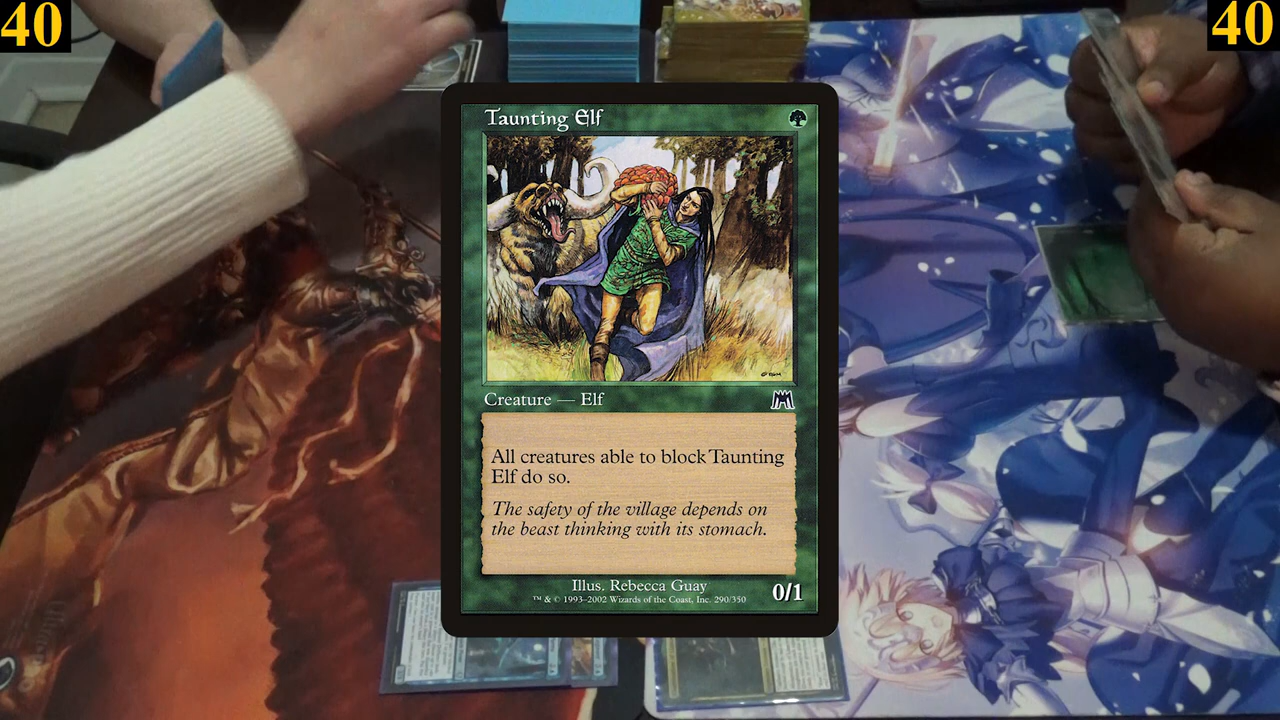 40
40
Taunting Elf
Creature — Elf
All creatures able to block Taunting
Elf do so.
The safety of the village depends on
the beast thinking with its stomach.
Illus. Rebecca Guay
™ & © 1993–2002 Wizards of the Coast, Inc. 290/350
0/1